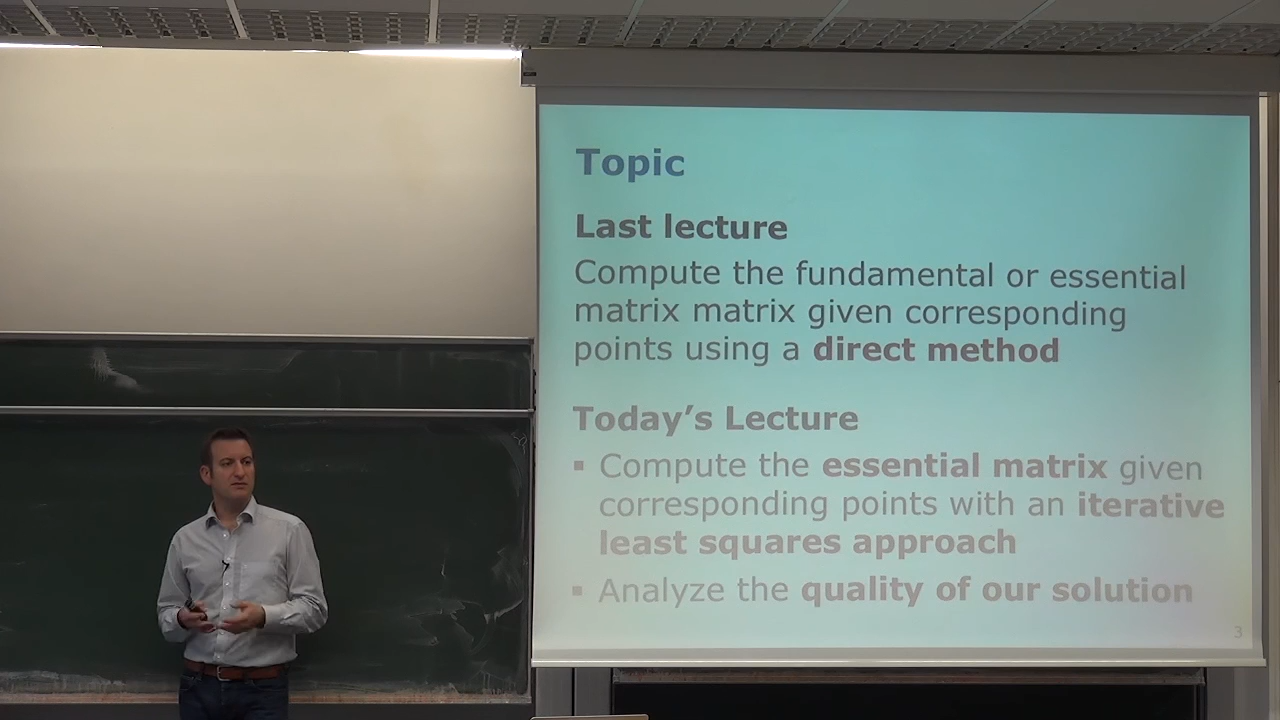 Topic
Last lecture
Compute the fundamental or essential
matrix matrix given corresponding
points using a direct method
Today’s Lecture
▪ Compute the essential matrix given
corresponding points with an iterative
least squares approach
▪ Analyze the quality of our solution
3